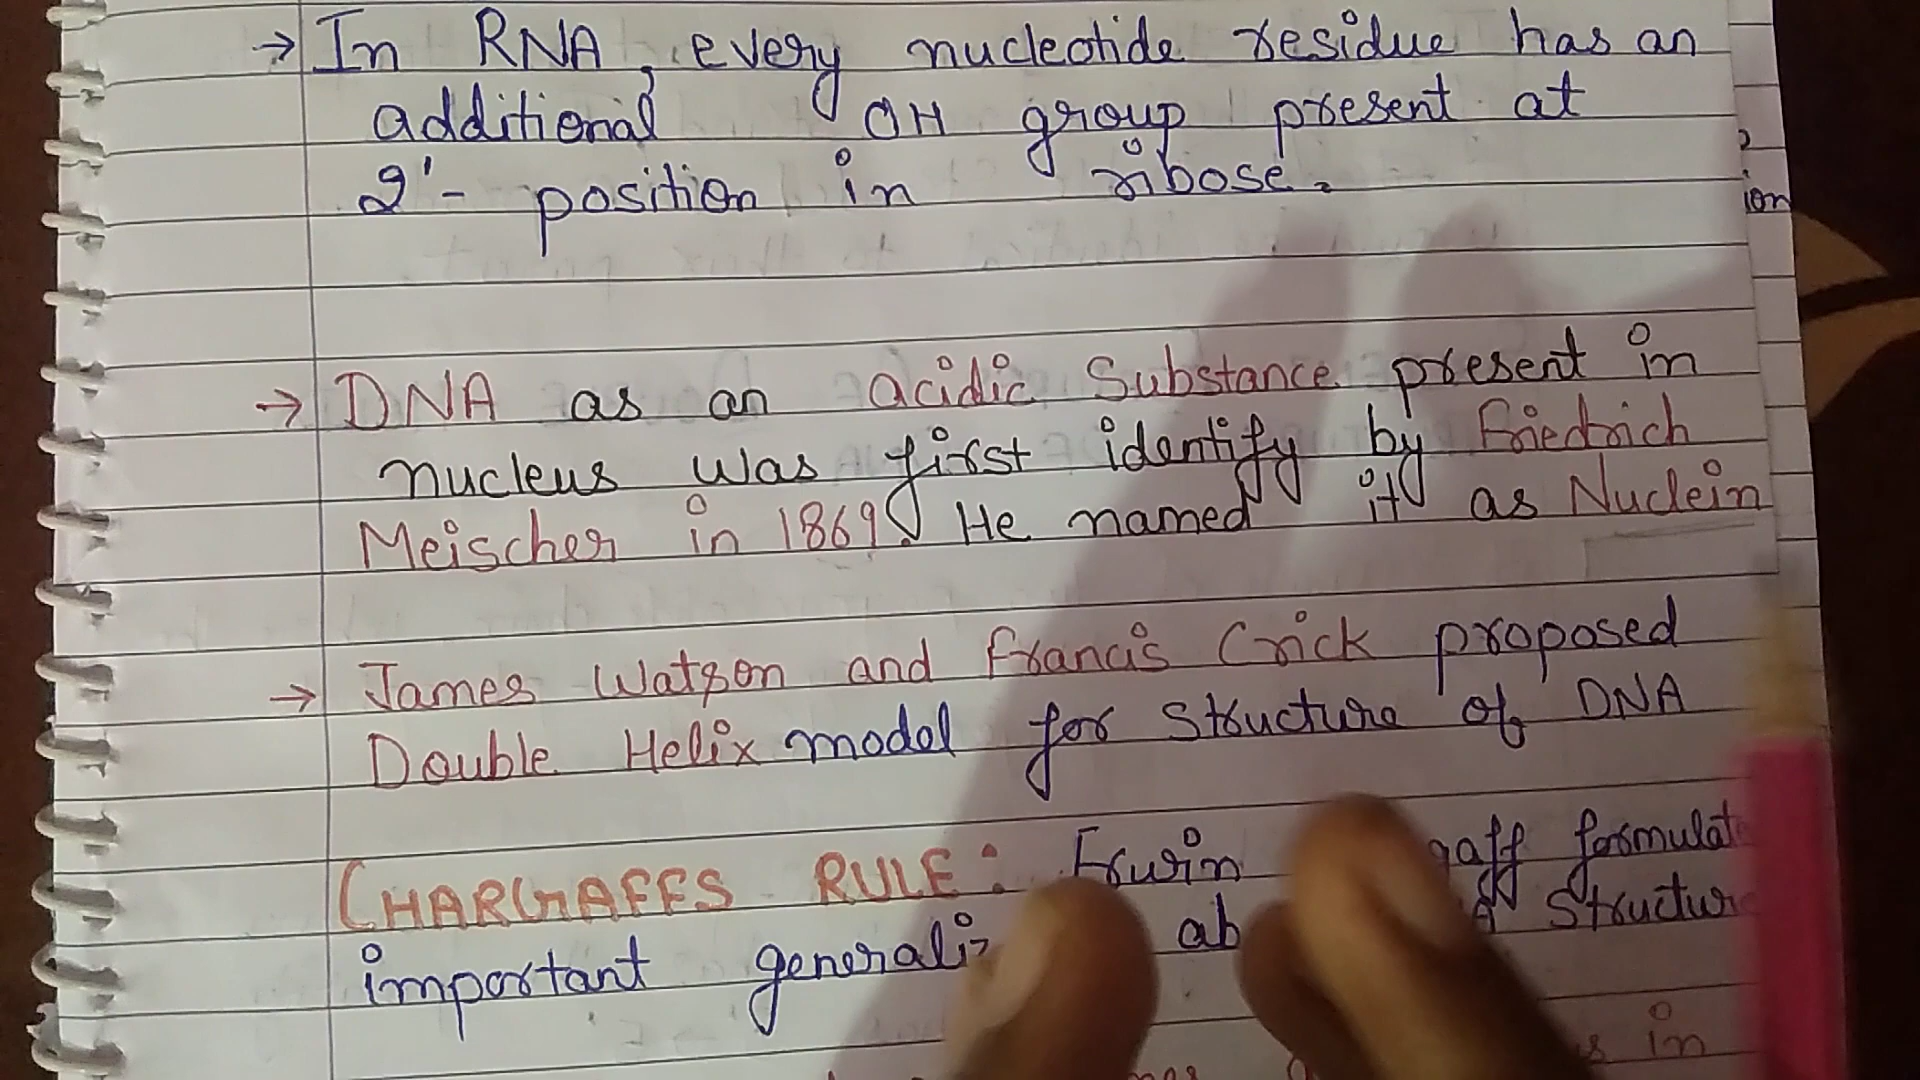 → In RNA, every nucleotide residue has an
additional OH group present at
2'- position in ribose.
ion
→ DNA as an acidic Substance present in
nucleus was first identify by Friedrich
Meischer in 1869. He named it as Nuclein
→ James Watson and Francis Crick proposed
Double Helix model for structure of DNA
CHARGAFFS RULE: Erwin
important
in